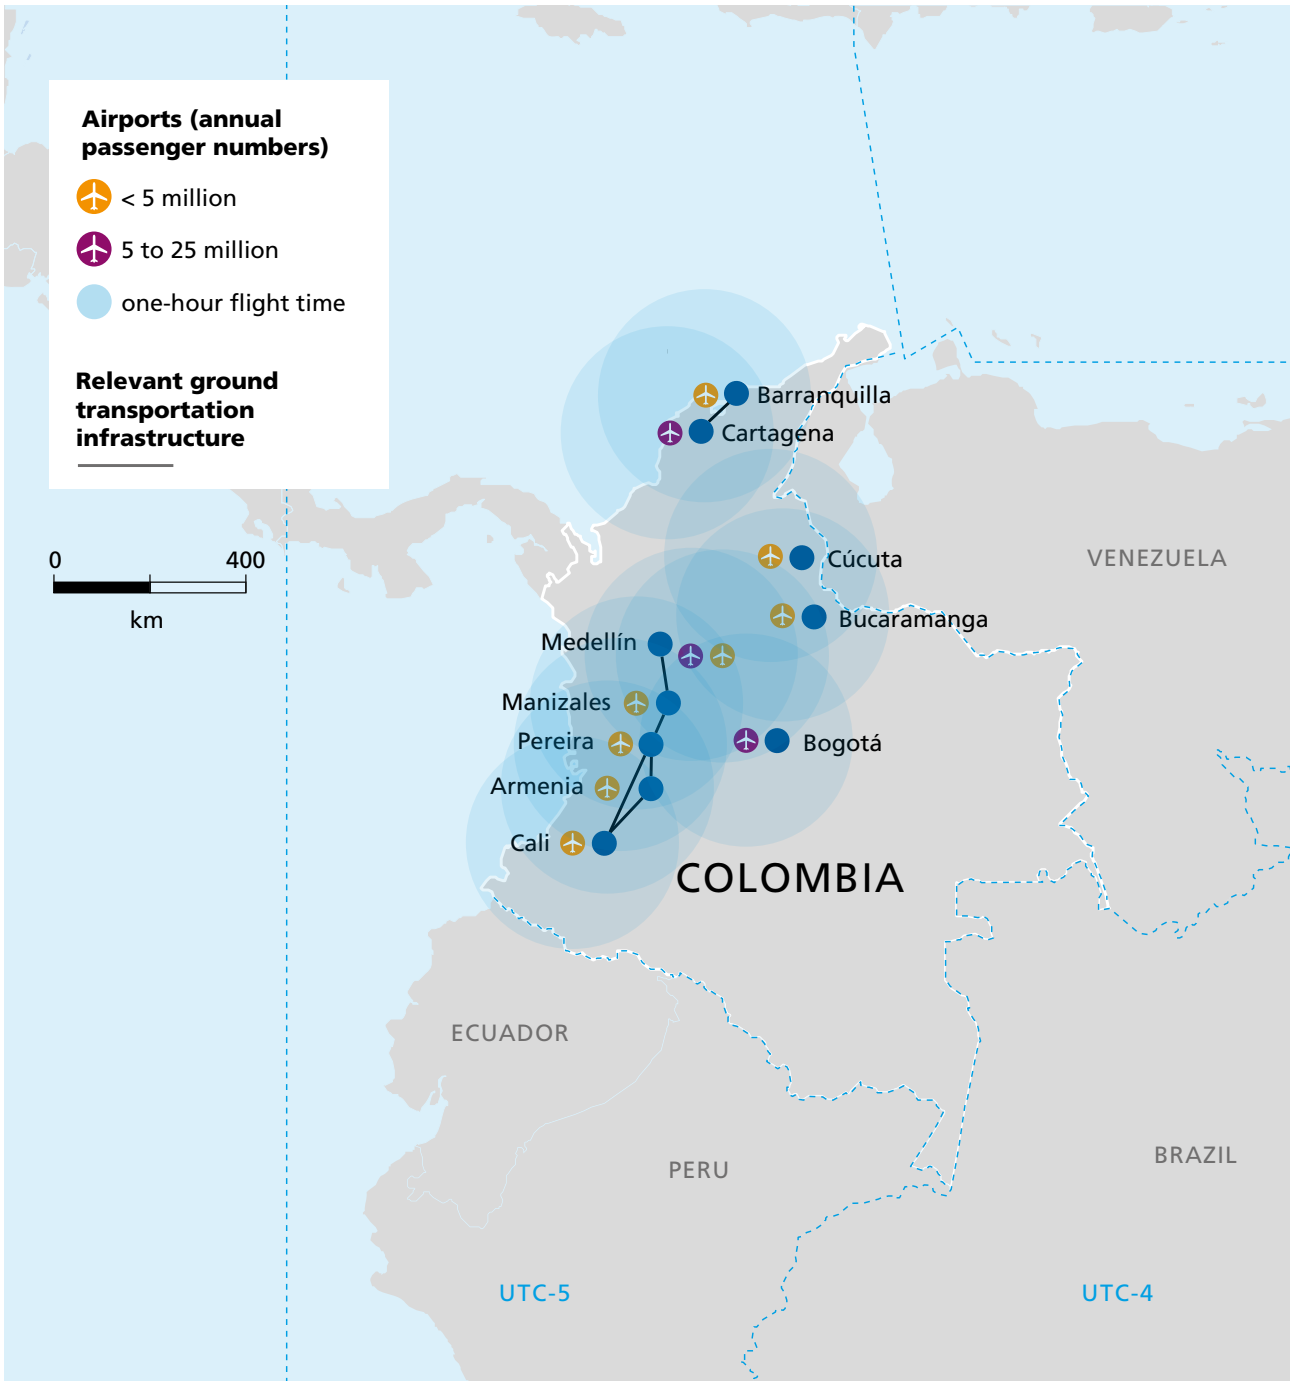 Airports (annual
passenger numbers)
< 5 million
5 to 25 million
one-hour flight time
Relevant ground
transportation
infrastructure
0 400
km
Barranquilla
Cartagena
Cúcuta
VENEZUELA
Bucaramanga
Medellín
Manizales
Pereira
Bogotá
Armenia
Cali
COLOMBIA
ECUADOR
PERU
BRAZIL
UTC-5
UTC-4